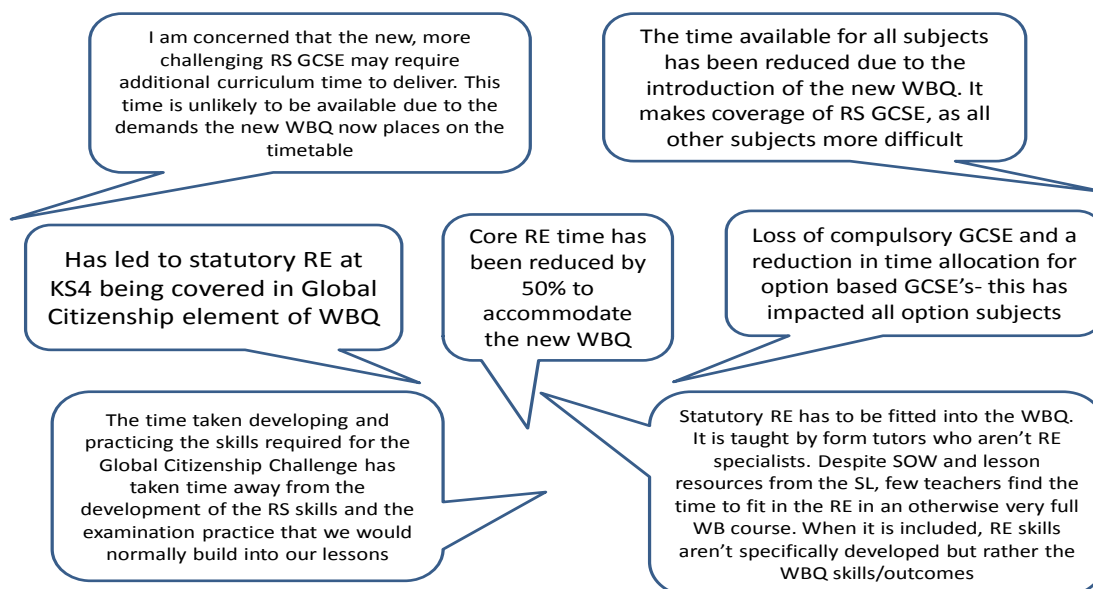 I am concerned that the new, more
challenging RS GCSE may require
additional curriculum time to deliver. This
time is unlikely to be available due to the
demands the new WBQ now places on the
timetable
The time available for all subjects
has been reduced due to the
introduction of the new WBQ. It
makes coverage of RS GCSE, as all
other subjects more difficult
Has led to statutory RE at
KS4 being covered in Global
Citizenship element of WBQ
Core RE time has
been reduced by
50% to
accommodate
the new WBQ
Loss of compulsory GCSE and a
reduction in time allocation for
option based GCSE's- this has
impacted all option subjects
The time taken developing and
practicing the skills required for the
Global Citizenship Challenge has
taken time away from the
development of the RS skills and the
examination practice that we would
normally build into our lessons
Statutory RE has to be fitted into the WBQ.
It is taught by form tutors who aren't RE
specialists. Despite SOW and lesson
resources from the SL, few teachers find the
time to fit in the RE in an otherwise very full
WB course. When it is included, RE skills
aren't specifically developed but rather the
WBQ skills/outcomes